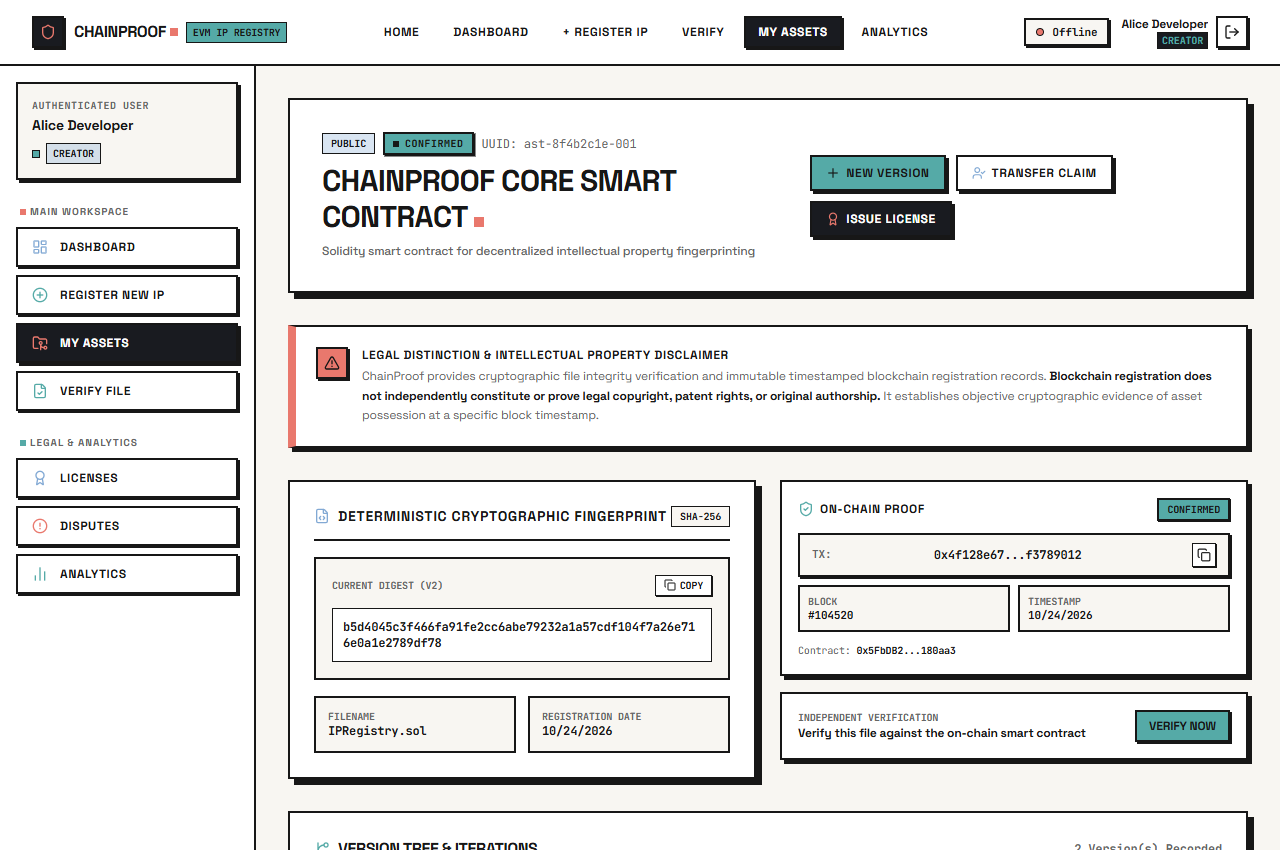 CHAINPROOF
EVM IP REGISTRY
HOME
DASHBOARD
+ REGISTER IP
VERIFY
MY ASSETS
ANALYTICS
Offline
Alice Developer
CREATOR
AUTHENTICATED USER
Alice Developer
CREATOR
MAIN WORKSPACE
DASHBOARD
REGISTER NEW IP
MY ASSETS
VERIFY FILE
LEGAL & ANALYTICS
LICENSES
DISPUTES
ANALYTICS
PUBLIC
CONFIRMED
UUID: ast-8f4b2c1e-001
CHAINPROOF CORE SMART
CONTRACT
Solidity smart contract for decentralized intellectual property fingerprinting
NEW VERSION
TRANSFER CLAIM
ISSUE LICENSE
LEGAL DISTINCTION & INTELLECTUAL PROPERTY DISCLAIMER
ChainProof provides cryptographic file integrity verification and immutable timestamped blockchain registration records. Blockchain registration does
not independently constitute or prove legal copyright, patent rights, or original authorship. It establishes objective cryptographic evidence of asset
possession at a specific block timestamp.
DETERMINISTIC CRYPTOGRAPHIC FINGERPRINT
SHA-256
CURRENT DIGEST (V2)
COPY
b5d4045c3f466fa91fe2cc6abe79232a1a57cdf104f7a26e71
6e0a1e2789df78
FILENAME
IPRegistry.sol
REGISTRATION DATE
10/24/2026
ON-CHAIN PROOF
CONFIRMED
TX:
0x4f128e67...f3789012
BLOCK
#104520
TIMESTAMP
10/24/2026
Contract: 0x5FbDB2...180aa3
INDEPENDENT VERIFICATION
Verify this file against the on-chain smart contract
VERIFY NOW
VERSION TREE & ITERATIONS
2 Version(s) Recorded